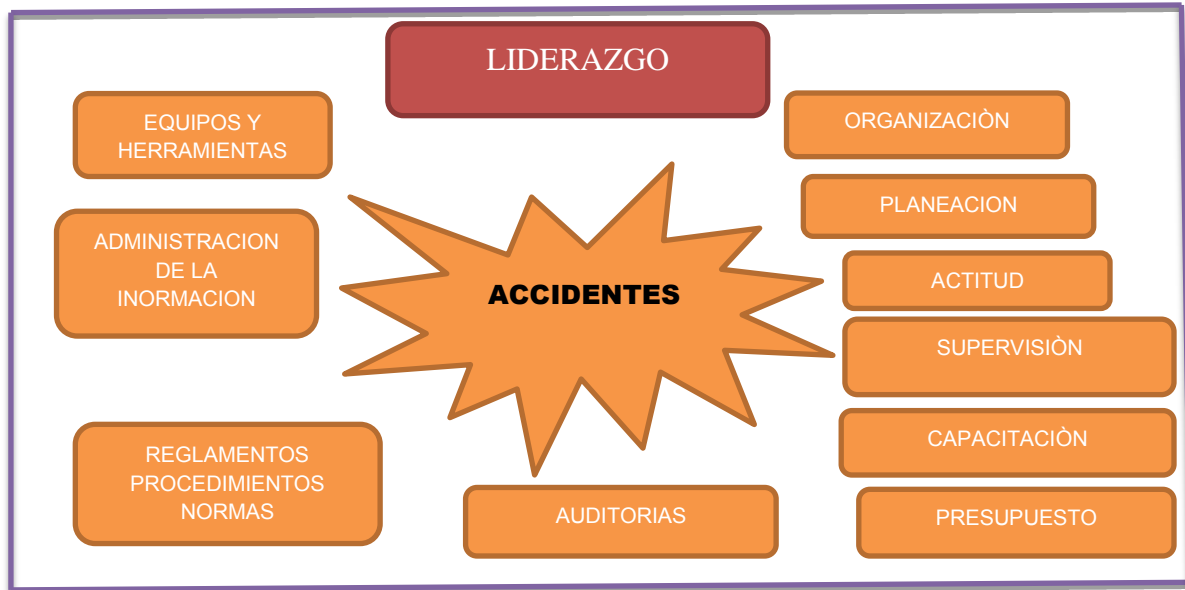 LIDERAZGO
EQUIPOS Y
HERRAMIENTAS
ADMINISTRACION
DE LA
INORMACION
REGLAMENTOS
PROCEDIMIENTOS
NORMAS
ACCIDENTES
AUDITORIAS
ORGANIZACIÒN
PLANEACION
ACTITUD
SUPERVISIÒN
CAPACITACIÒN
PRESUPUESTO